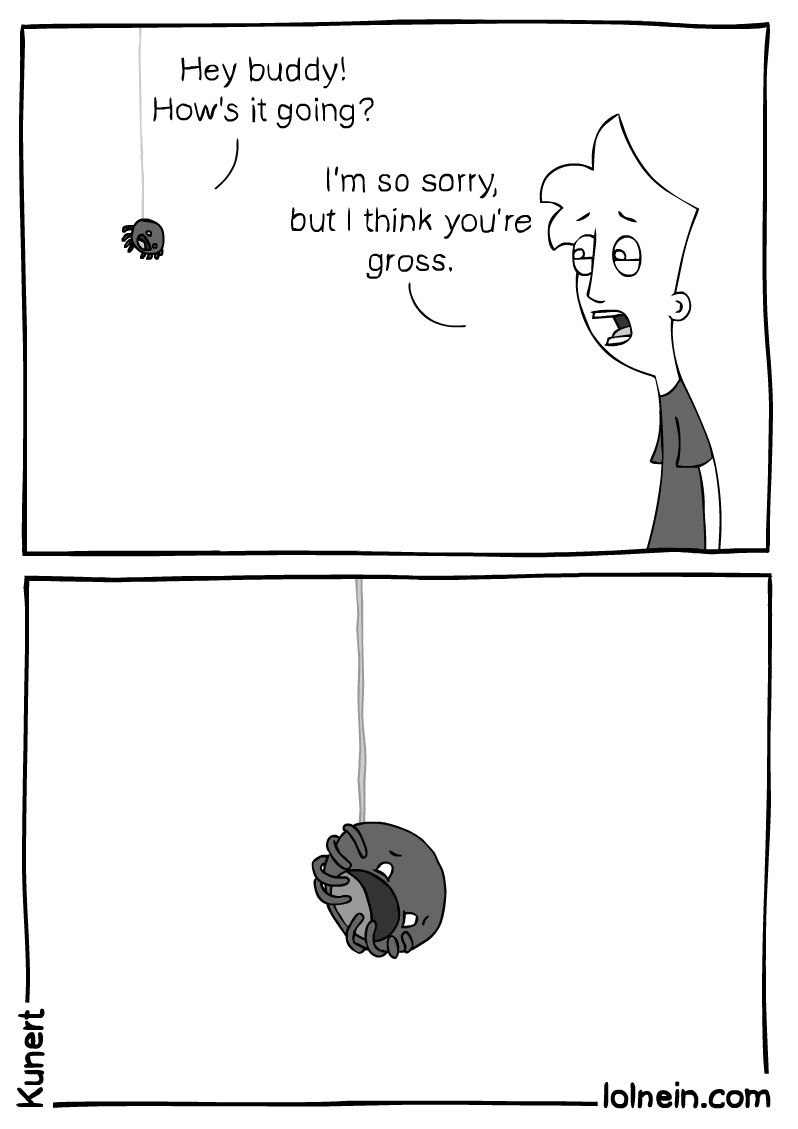 Hey buddy!
How's it going?
I'm so sorry,
but I think you're
gross.
Kunert
lolnein.com